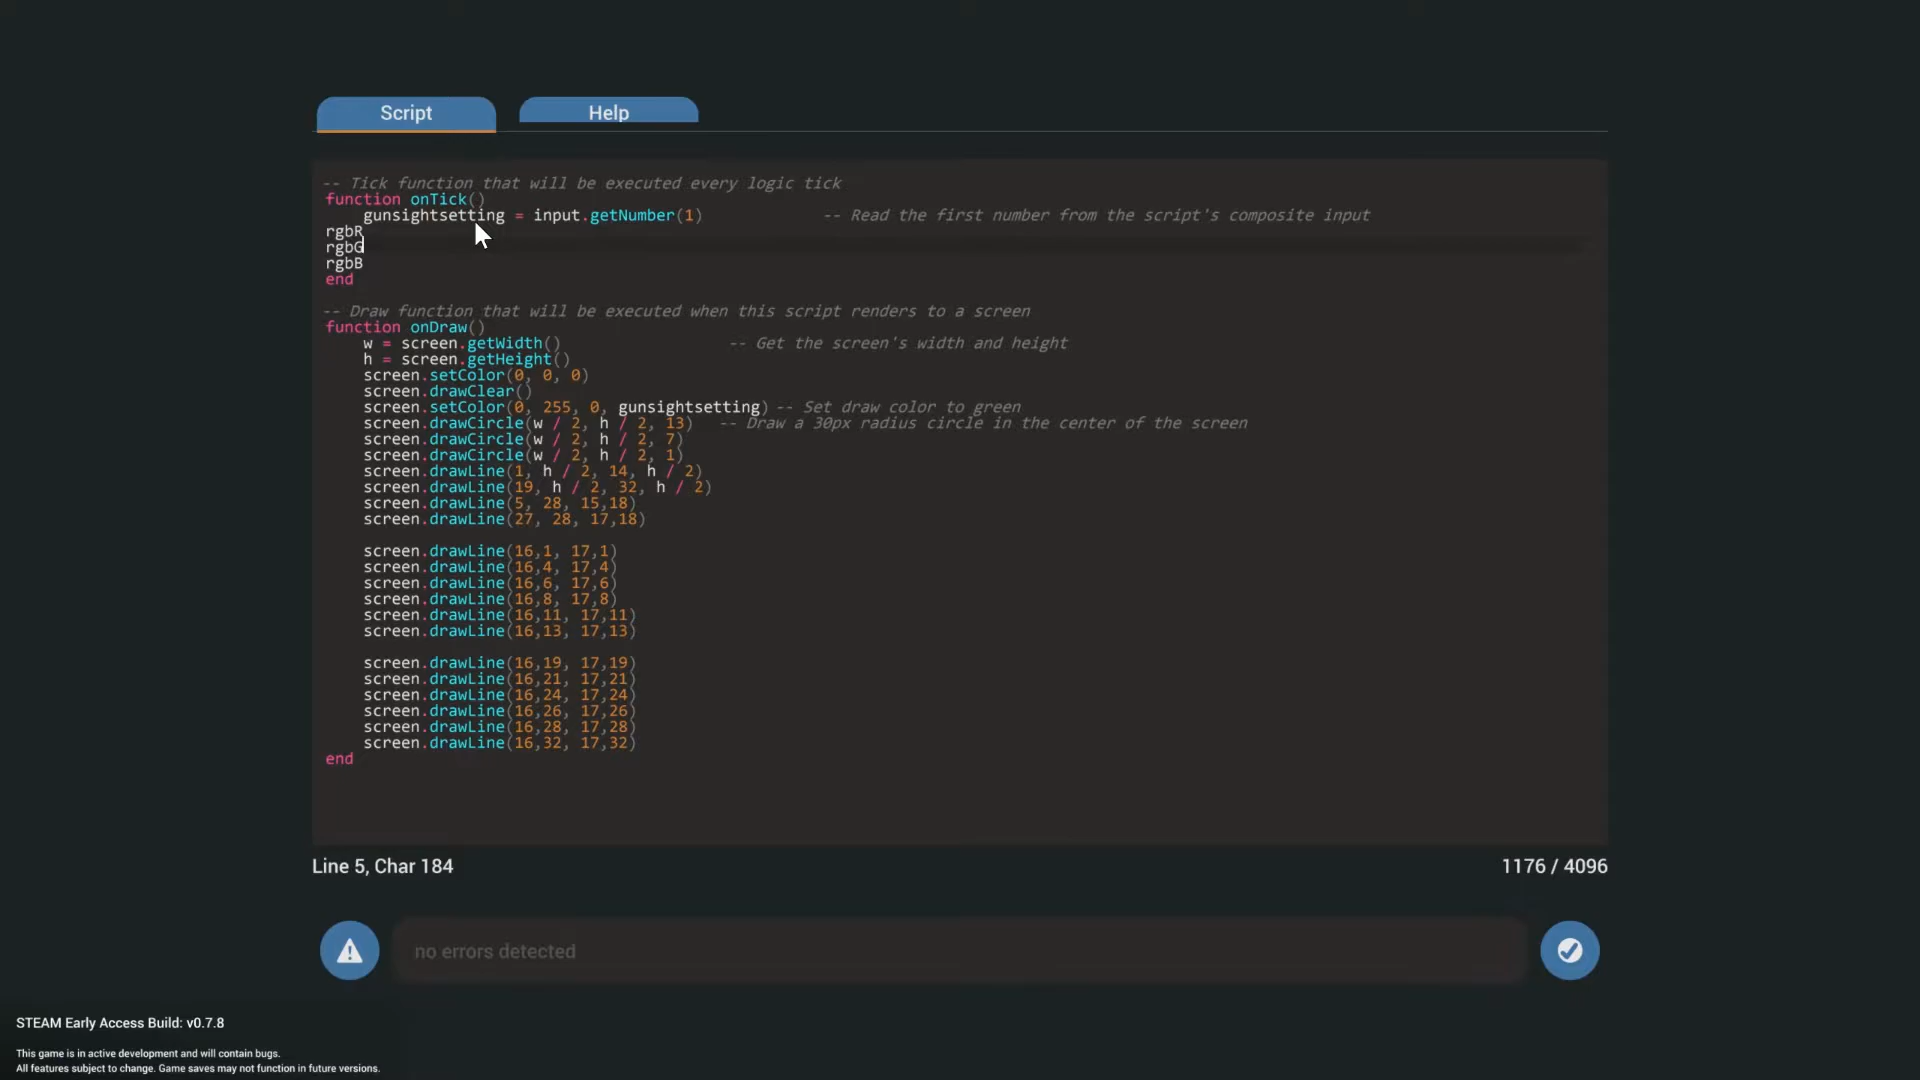 Script
Help
-- Tick function that will be executed every logic tick
function onTick()
gunsightsetting = input.getNumber(1) -- Read the first number from the script's composite input
rgbR
rgbG
rgbB
end
-- Draw function that will be executed when this script renders to a screen
function onDraw()
w = screen.getWidth() -- Get the screen's width and height
h = screen.getHeight()
screen.setColor(0, 0, 0)
screen.drawClear()
screen.setColor(0, 255, 0, gunsightsetting) -- Set draw color to green
screen.drawCircle(w / 2, h / 2, 13) -- Draw a 30px radius circle in the center of the screen
screen.drawCircle(w / 2, h / 2, 7)
screen.drawCircle(w / 2, h / 2, 1)
screen.drawLine(1, h / 2, 14, h / 2)
screen.drawLine(19, h / 2, 32, h / 2)
screen.drawLine(5, 28, 15,18)
screen.drawLine(27, 28, 17,18)
screen.drawLine(16,1, 17,1)
screen.drawLine(16,4, 17,4)
screen.drawLine(16,6, 17,6)
screen.drawLine(16,8, 17,8)
screen.drawLine(16,11, 17,11)
screen.drawLine(16,13, 17,13)
screen.drawLine(16,19, 17,19)
screen.drawLine(16,21, 17,21)
screen.drawLine(16,24, 17,24)
screen.drawLine(16,26, 17,26)
screen.drawLine(16,28, 17,28)
screen.drawLine(16,32, 17,32)
end
Line 5, Char 184
1176 / 4096
no errors detected
STEAM Early Access Build: v0.7.8
This game is in active development and will contain bugs.
All features subject to change. Game saves may not function in future versions.